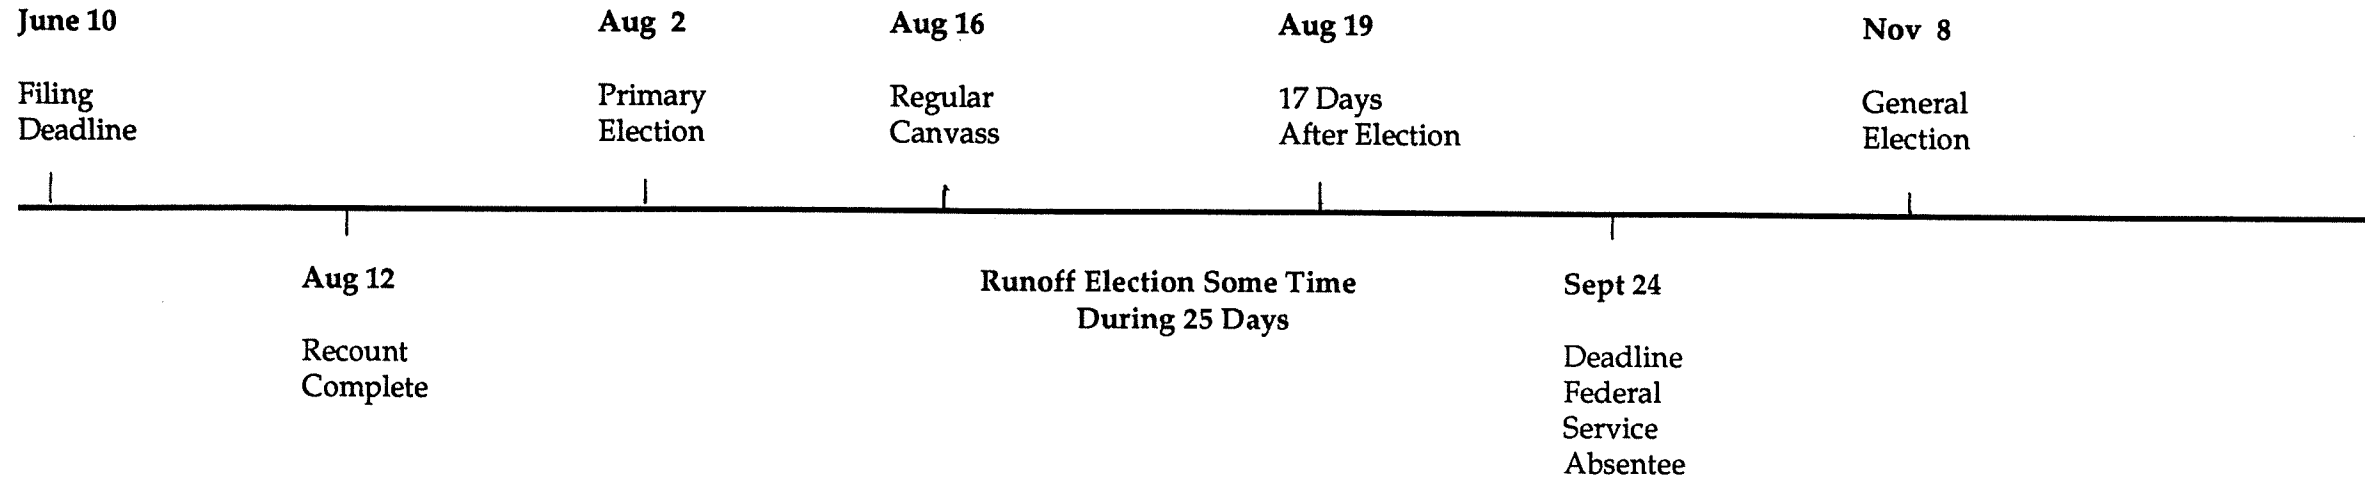 June 10
Filing
Deadline
Aug 2
Primary
Election
Aug 16
Regular
Canvass
Aug 19
17 Days
After Election
Nov 8
General
Election
Aug 12
Recount
Complete
Runoff Election Some Time
During 25 Days
Sept 24
Deadline
Federal
Service
Absentee